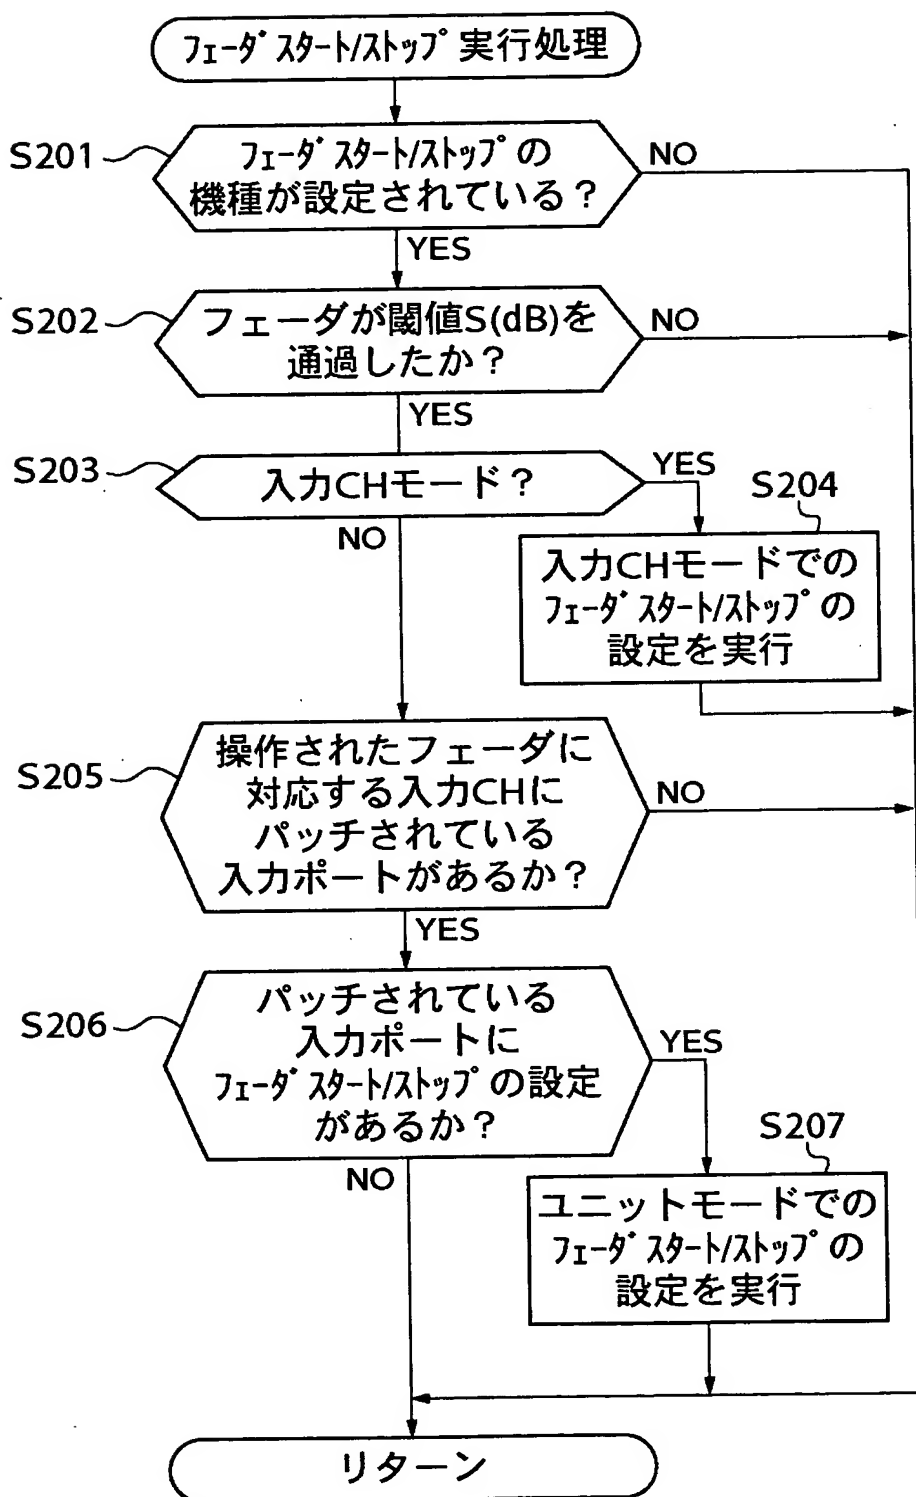 フェーダスタート/ストップ実行処理
S201
フェーダスタート/ストップの
機種が設定されている？
NO
YES
S202
フェーダが閾値S(dB)を
通過したか？
NO
YES
S203
入力CHモード？
YES
NO
S204
入力CHモードでの
フェーダスタート/ストップの
設定を実行
S205
操作されたフェーダに
対応する入力CHに
パッチされている
入力ポートがあるか？
NO
YES
S206
パッチされている
入力ポートに
フェーダスタート/ストップの設定
があるか？
YES
NO
S207
ユニットモードでの
フェーダスタート/ストップの
設定を実行
リターン